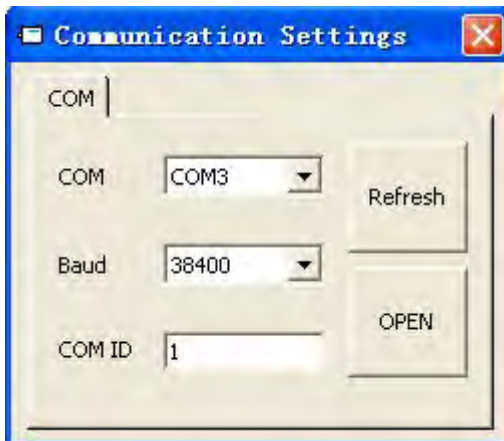 Communication Settings
COM
COM COM3
Refresh
Baud 38400
OPEN
COM ID 1